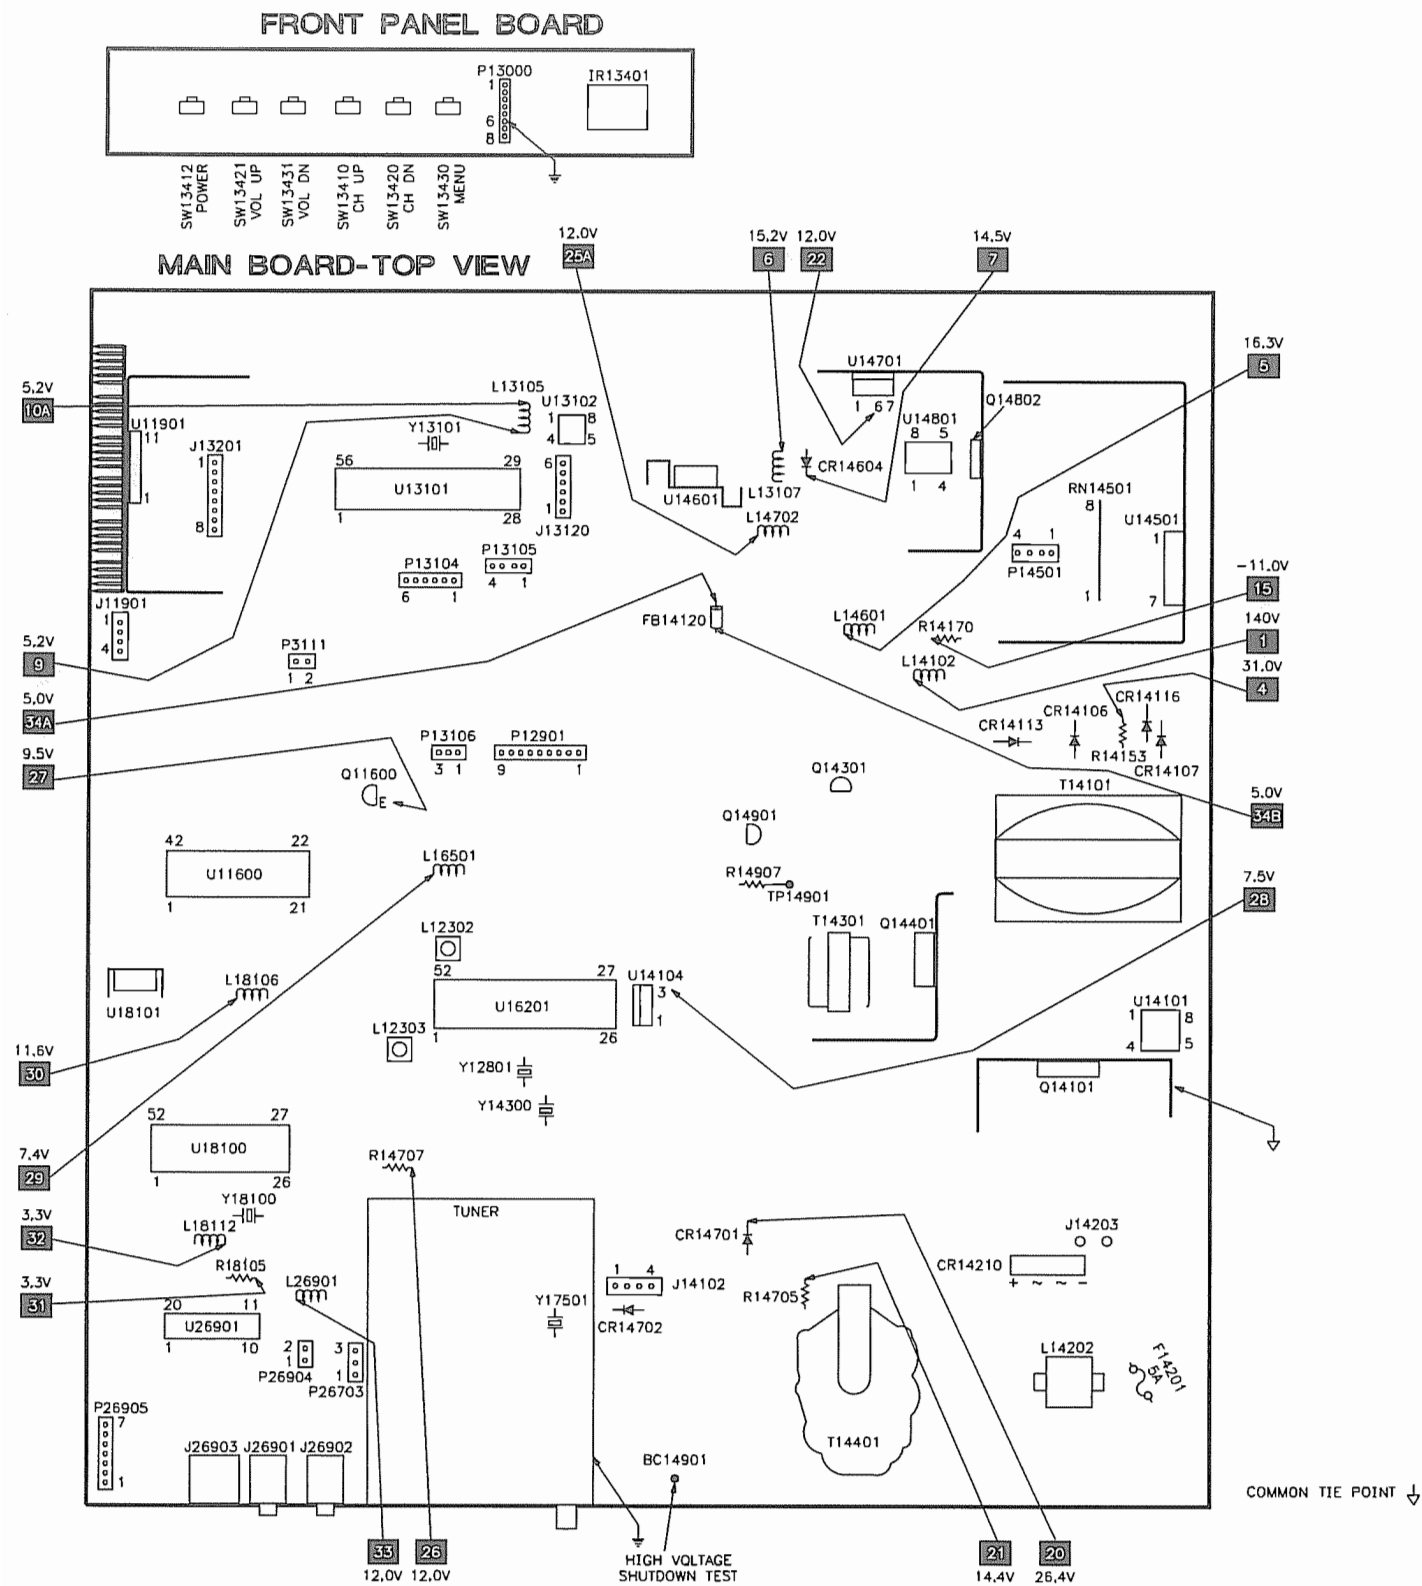 FRONT PANEL BOARD
P13000
IR13401
1
6
8
SW13412
POWER
SW13421
VOL UP
SW13431
VOL DN
SW13410
CH UP
SW13420
CH DN
SW13430
MENU
MAIN BOARD-TOP VIEW
12.0V
25A
15.2V
6
12.0V
22
14.5V
7
16.3V
5
5.2V
10A
U14701
1 67
L13105
U13102
1 8
4 5
Q14802
U14801
8 5
1 4
U11901
11
1
J13201
1
8
Y13101
56 29
U13101
1 28
6
1
J13120
U14601
L13107
CR14604
L14702
RN14501
8
1
U14501
1
7
4 1
P14501
P13105
4 1
P13104
6 1
-11.0V
15
140V
1
31.0V
4
J11901
1
4
FB14120
L14601
R14170
L14102
5.2V
9
P3111
1 2
5.0V
34A
9.5V
27
CR14116
CR14106
CR14113
R14153
CR14107
P13106
3 1
P12901
9 1
Q11600
E
Q14301
T14101
5.0V
34B
Q14901
42 22
U11600
1 21
L16501
R14907
TP14901
7.5V
28
T14301
Q14401
L12302
52 27
U16201
1 26
U14104
3
1
L18106
U18101
U14101
1 8
4 5
L12303
11.6V
30
Y12801
Y14300
Q14101
52 27
U18100
1 26
7.4V
29
R14707
Y18100
TUNER
3.3V
32
L18112
CR14701
J14203
R18105
CR14210
+ ~ ~ -
1 4
J14102
3.3V
31
L26901
R14705
20 11
U26901
1 10
Y17501
CR14702
2
1
P26904
3
1
P26703
L14202
F14201
5A
P26905
7
1
J26903
J26901
J26902
T14401
BC14901
COMMON TIE POINT
33
12.0V
26
12.0V
HIGH VOLTAGE
SHUTDOWN TEST
21
14.4V
20
26.4V